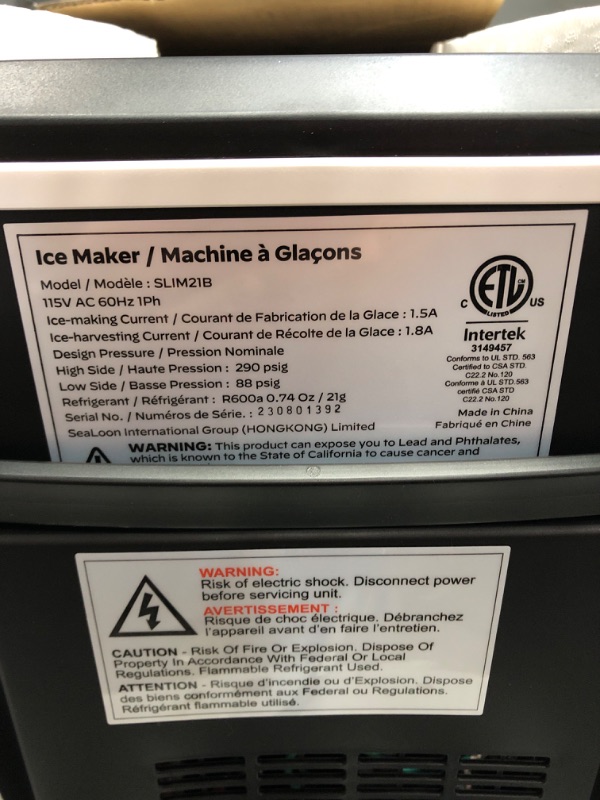 Ice Maker / Machine à Glaçons
Model / Modèle : SLIM21B
115V AC 60Hz 1Ph
Ice-making Current / Courant de Fabrication de la Glace : 1.5A
Ice-harvesting Current / Courant de Récolte de la Glace : 1.8A
Design Pressure / Pression Nominale
High Side / Haute Pression : 290 psig
Low Side / Basse Pression : 88 psig
Refrigerant / Réfrigérant : R600a 0.74 Oz / 21g
Serial No. / Numéros de Série. : 230801392
SeaLoon International Group (HONGKONG) Limited
C ETL US
LISTED
Intertek
3149457
Conforms to UL STD. 563
Certified to CSA STD.
C22.2 No.120
Conforme à UL STD.563
certifié CSA STD.
C22.2 No.120
Made in China
Fabriqué en Chine
WARNING: This product can expose you to Lead and Phthalates,
which is known to the State of California to cause cancer and
WARNING:
Risk of electric shock. Disconnect power
before servicing unit.
AVERTISSEMENT :
Risque de choc électrique. Débranchez
l'appareil avant d'en faire l'entretien.
CAUTION - Risk Of Fire Or Explosion. Dispose Of
Property In Accordance With Federal Or Local
Regulations. Flammable Refrigerant Used.
ATTENTION - Risque d'incendie ou d'Explosion. Dispose
des biens conformément aux Federal ou Regulations.
Réfrigérant flammable utilisé.